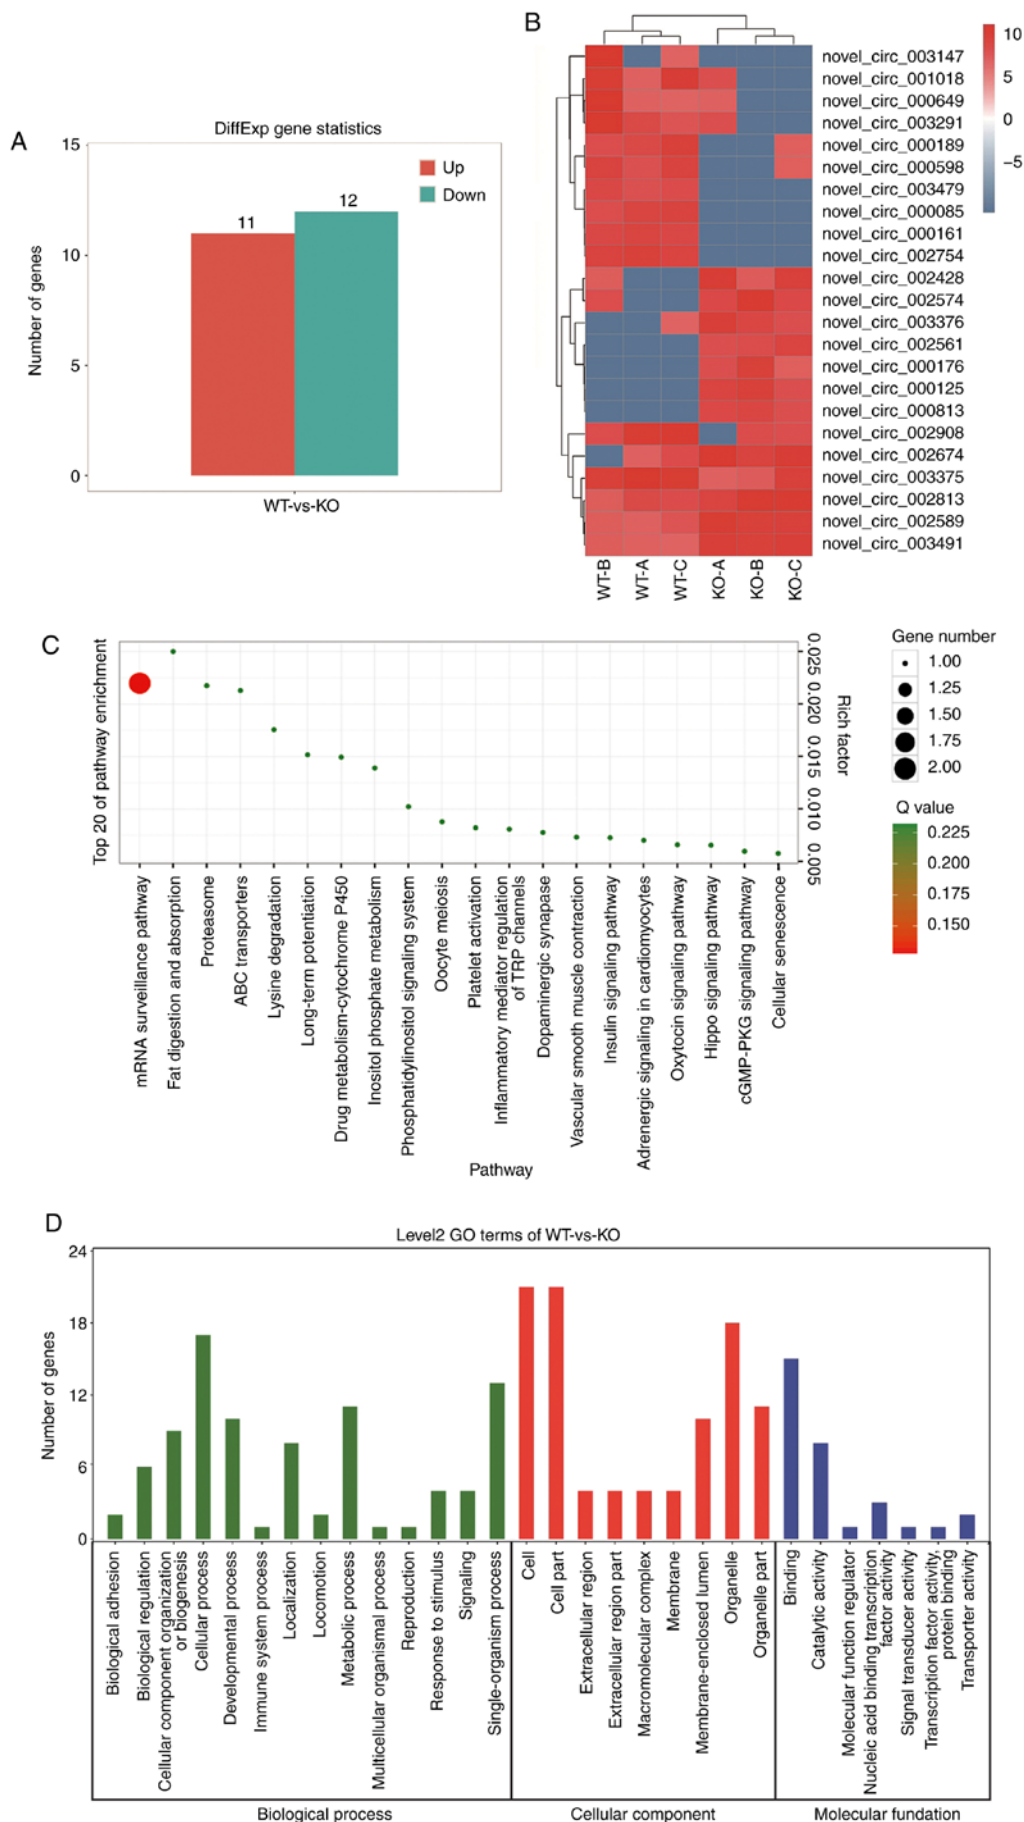 A
DiffExp gene statistics
15
10
5
0
Number of genes
11
12
Up
Down
WT-vs-KO
B
novel_circ_003147
novel_circ_001018
novel_circ_000649
novel_circ_003291
novel_circ_000189
novel_circ_000598
novel_circ_003479
novel_circ_000085
novel_circ_000161
novel_circ_002754
novel_circ_002428
novel_circ_002574
novel_circ_003376
novel_circ_002561
novel_circ_000176
novel_circ_000125
novel_circ_000813
novel_circ_002908
novel_circ_002674
novel_circ_003375
novel_circ_002813
novel_circ_002589
novel_circ_003491
WT-B
WT-A
WT-C
KO-A
KO-B
KO-C
10
5
0
−5
C
Top 20 of pathway enrichment
0.025
0.020
0.015
0.010
0.005
Rich factor
mRNA surveillance pathway
Fat digestion and absorption
Proteasome
ABC transporters
Lysine degradation
Long-term potentiation
Drug metabolism-cytochrome P450
Inositol phosphate metabolism
Phosphatidylinositol signaling system
Oocyte meiosis
Platelet activation
Inflammatory mediator regulation
of TRP channels
Dopaminergic synapase
Vascular smooth muscle contraction
Insulin signaling pathway
Adrenergic signaling in cardiomyocytes
Oxytocin signaling pathway
Hippo signaling pathway
cGMP-PKG signaling pathway
Cellular senescence
Pathway
Gene number
1.00
1.25
1.50
1.75
2.00
Q value
0.225
0.200
0.175
0.150
D
Level2 GO terms of WT-vs-KO
24
18
12
6
0
Number of genes
Biological adhesion
Biological regulation
Cellular component organization
or biogenesis
Cellular process
Developmental process
Immune system process
Localization
Locomotion
Metabolic process
Multicellular organismal process
Reproduction
Response to stimulus
Signaling
Single-organism process
Cell
Cell part
Extracellular region
Extracellular region part
Macromolecular complex
Membrane
Membrane-enclosed lumen
Organelle
Organelle part
Binding
Catalytic activity
Molecular function regulator
Nucleic acid binding transcription
factor activity
Signal transducer activity
Transcription factor activity,
protein binding
Transporter activity
Biological process
Cellular component
Molecular fundation